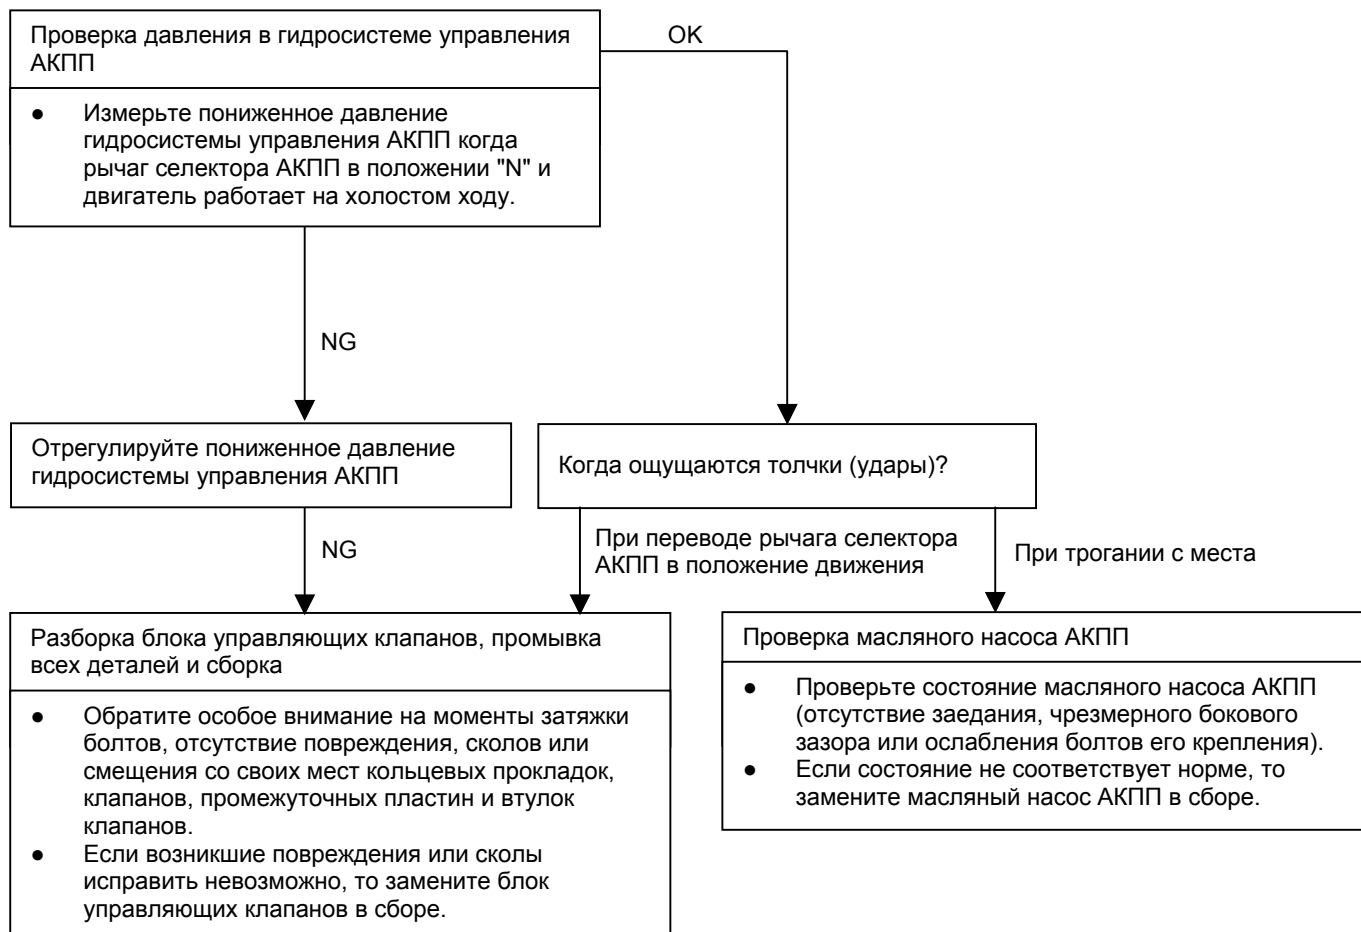 Проверка давления в гидросистеме управления
АКПП
OK
● Измерьте пониженное давление
гидросистемы управления АКПП когда
рычаг селектора АКПП в положении "N" и
двигатель работает на холостом ходу.
NG
Отрегулируйте пониженное давление
гидросистемы управления АКПП
Когда ощущаются толчки (удары)?
NG
При переводе рычага селектора
АКПП в положение движения
При трогании с места
Разборка блока управляющих клапанов, промывка
всех деталей и сборка
● Обратите особое внимание на моменты затяжки
болтов, отсутствие повреждения, сколов или
смещения со своих мест кольцевых прокладок,
клапанов, промежуточных пластин и втулок
клапанов.
● Если возникшие повреждения или сколы
исправить невозможно, то замените блок
управляющих клапанов в сборе.
Проверка масляного насоса АКПП
● Проверьте состояние масляного насоса АКПП
(отсутствие заедания, чрезмерного бокового
зазора или ослабления болтов его крепления).
● Если состояние не соответствует норме, то
замените масляный насос АКПП в сборе.